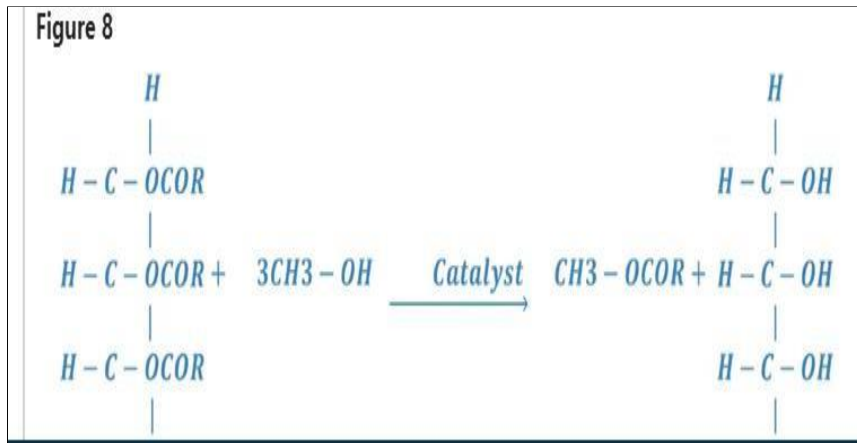 Figure 8
H H
| |
H – C – OCOR H – C – OH
| |
H – C – OCOR + 3CH3 – OH Catalyst CH3 – OCOR + H – C – OH
| |
H – C – OCOR H – C – OH
| |